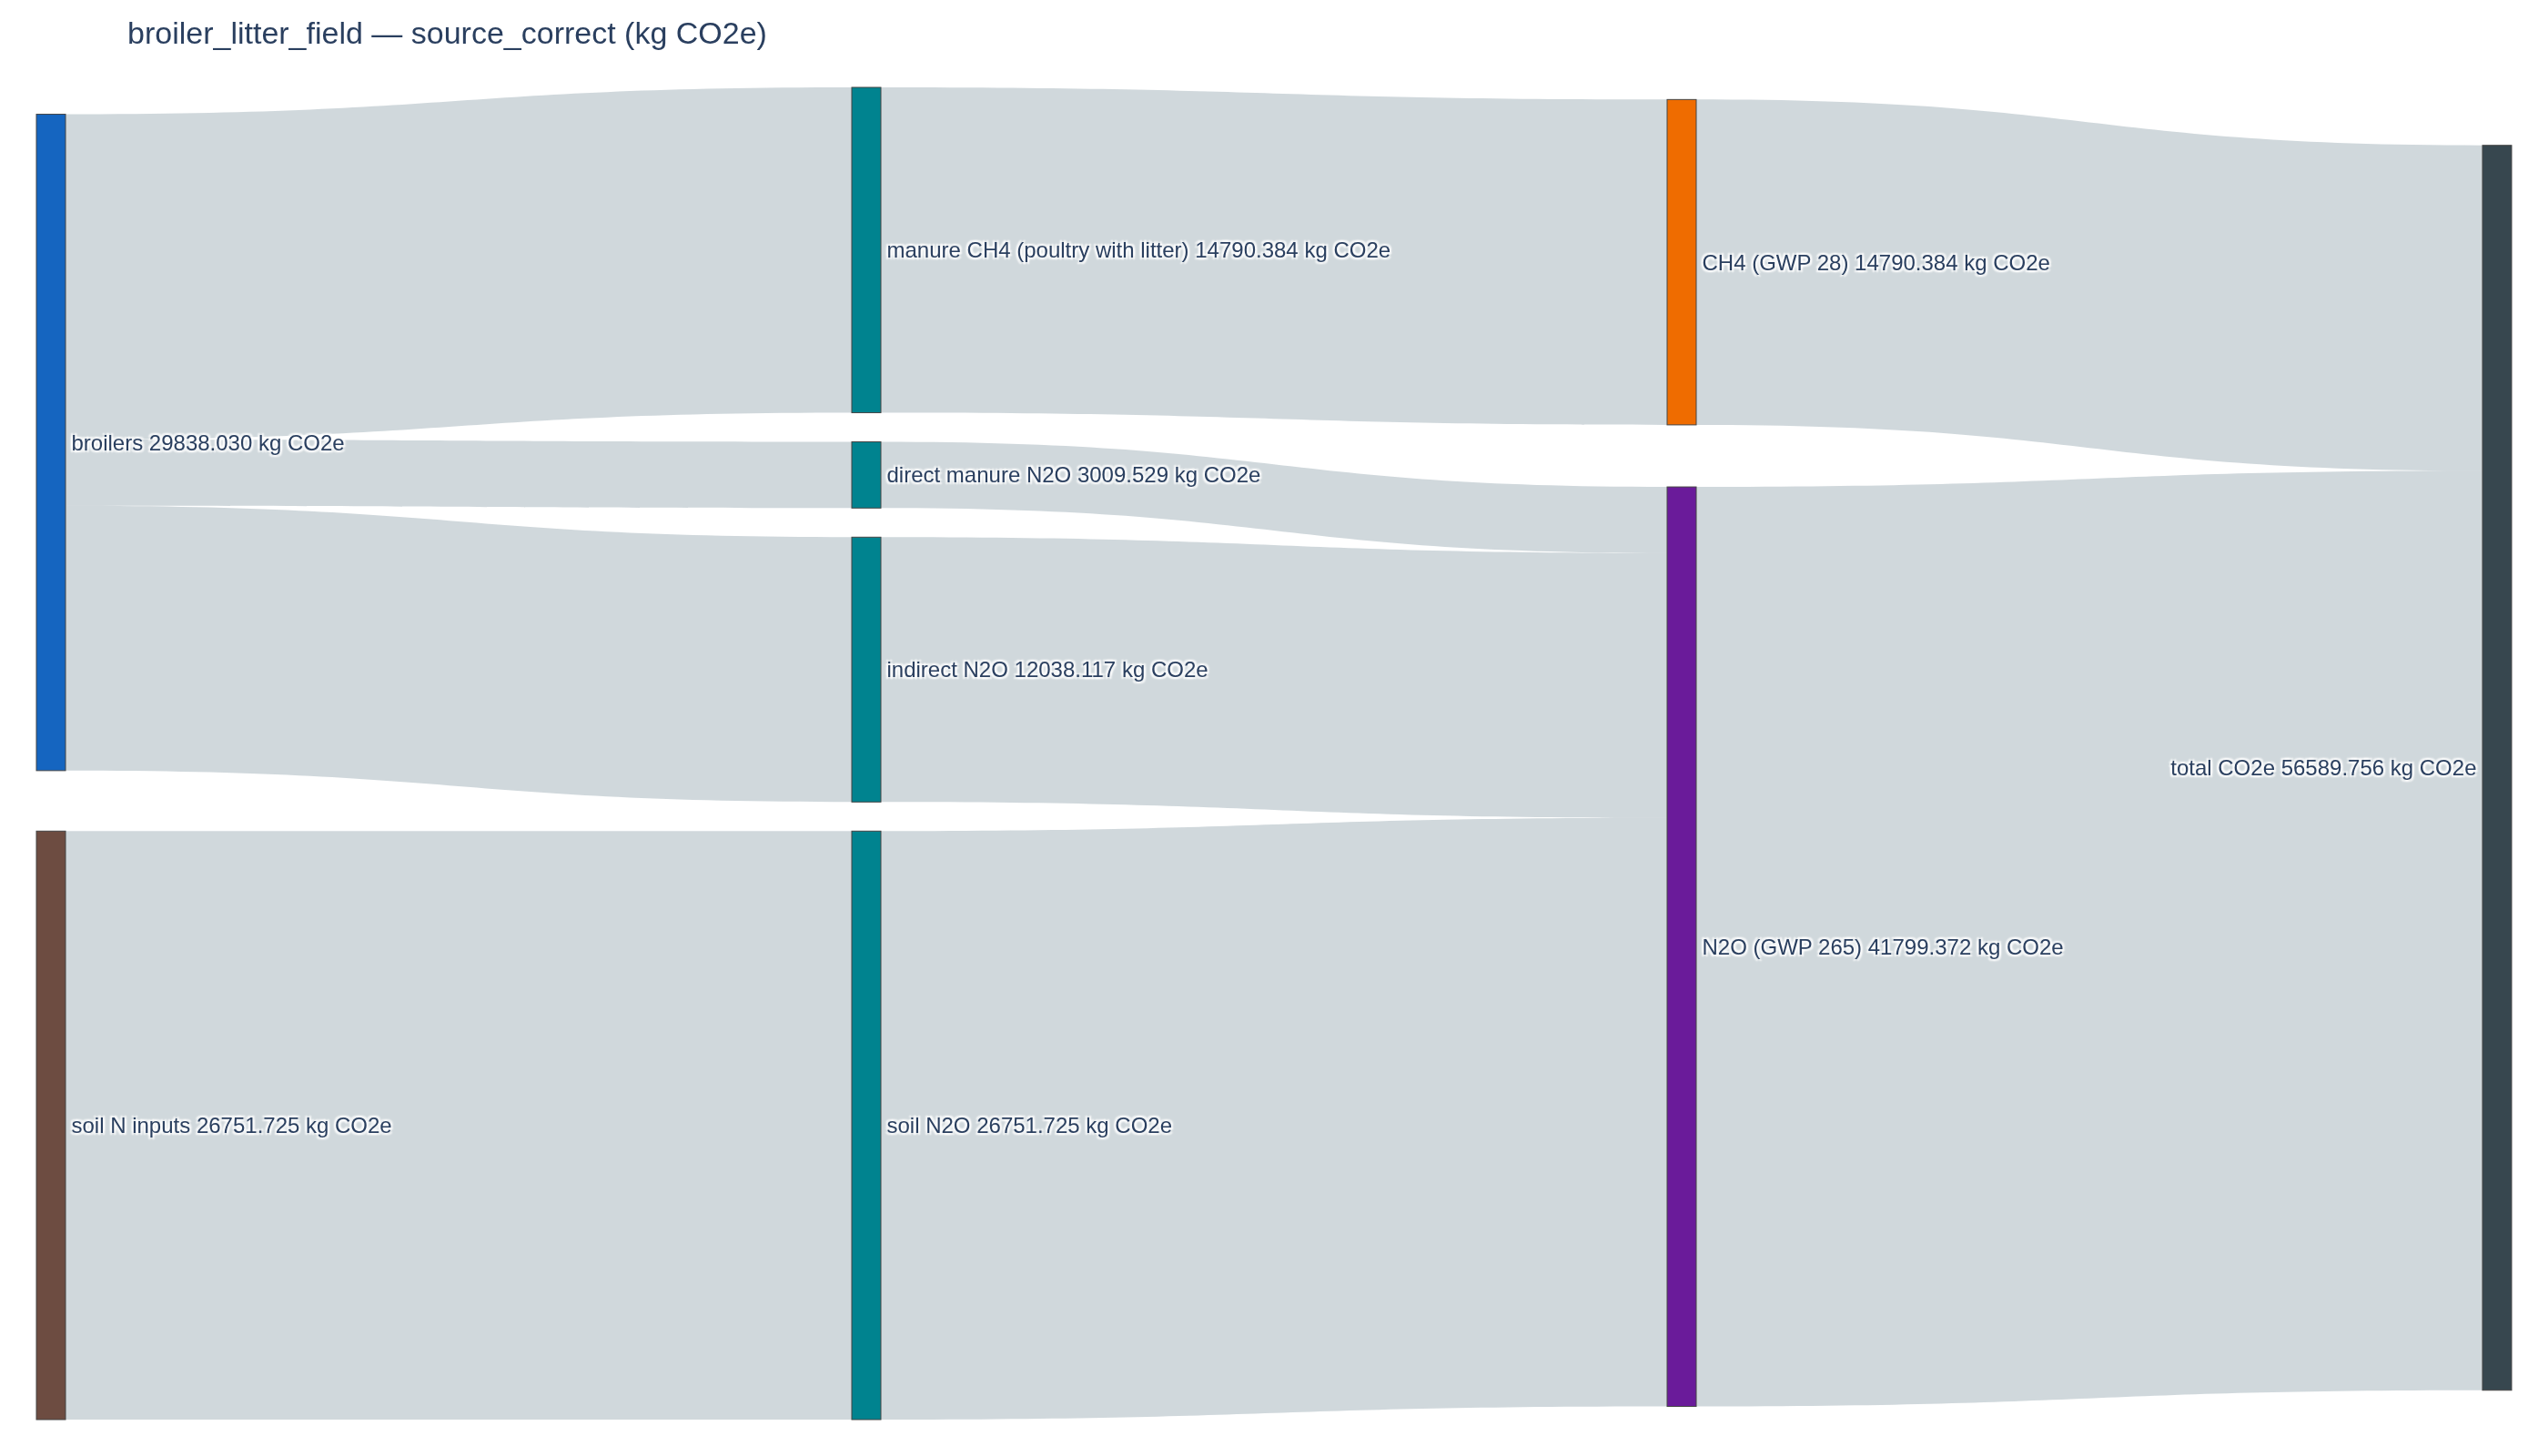 broiler_litter_field — source_correct (kg CO2e)
manure CH4 (poultry with litter) 14790.384 kg CO2e
CH4 (GWP 28) 14790.384 kg CO2e
broilers 29838.030 kg CO2e
direct manure N2O 3009.529 kg CO2e
indirect N2O 12038.117 kg CO2e
total CO2e 56589.756 kg CO2e
N2O (GWP 265) 41799.372 kg CO2e
soil N inputs 26751.725 kg CO2e
soil N2O 26751.725 kg CO2e